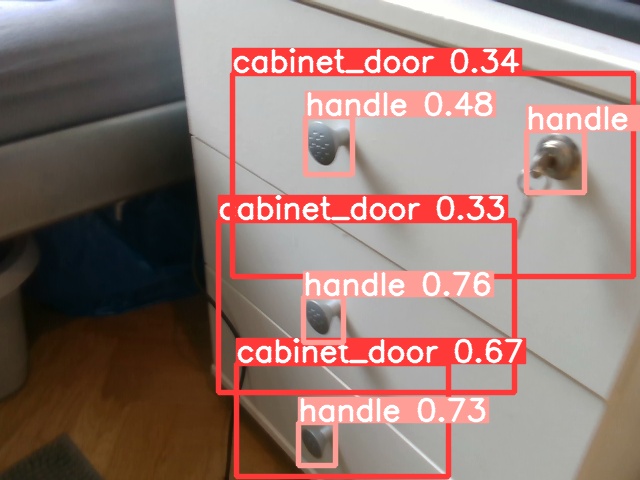 cabinet_door 0.34
handle 0.48
handle
cabinet_door 0.33
handle 0.76
cabinet_door 0.67
handle 0.73